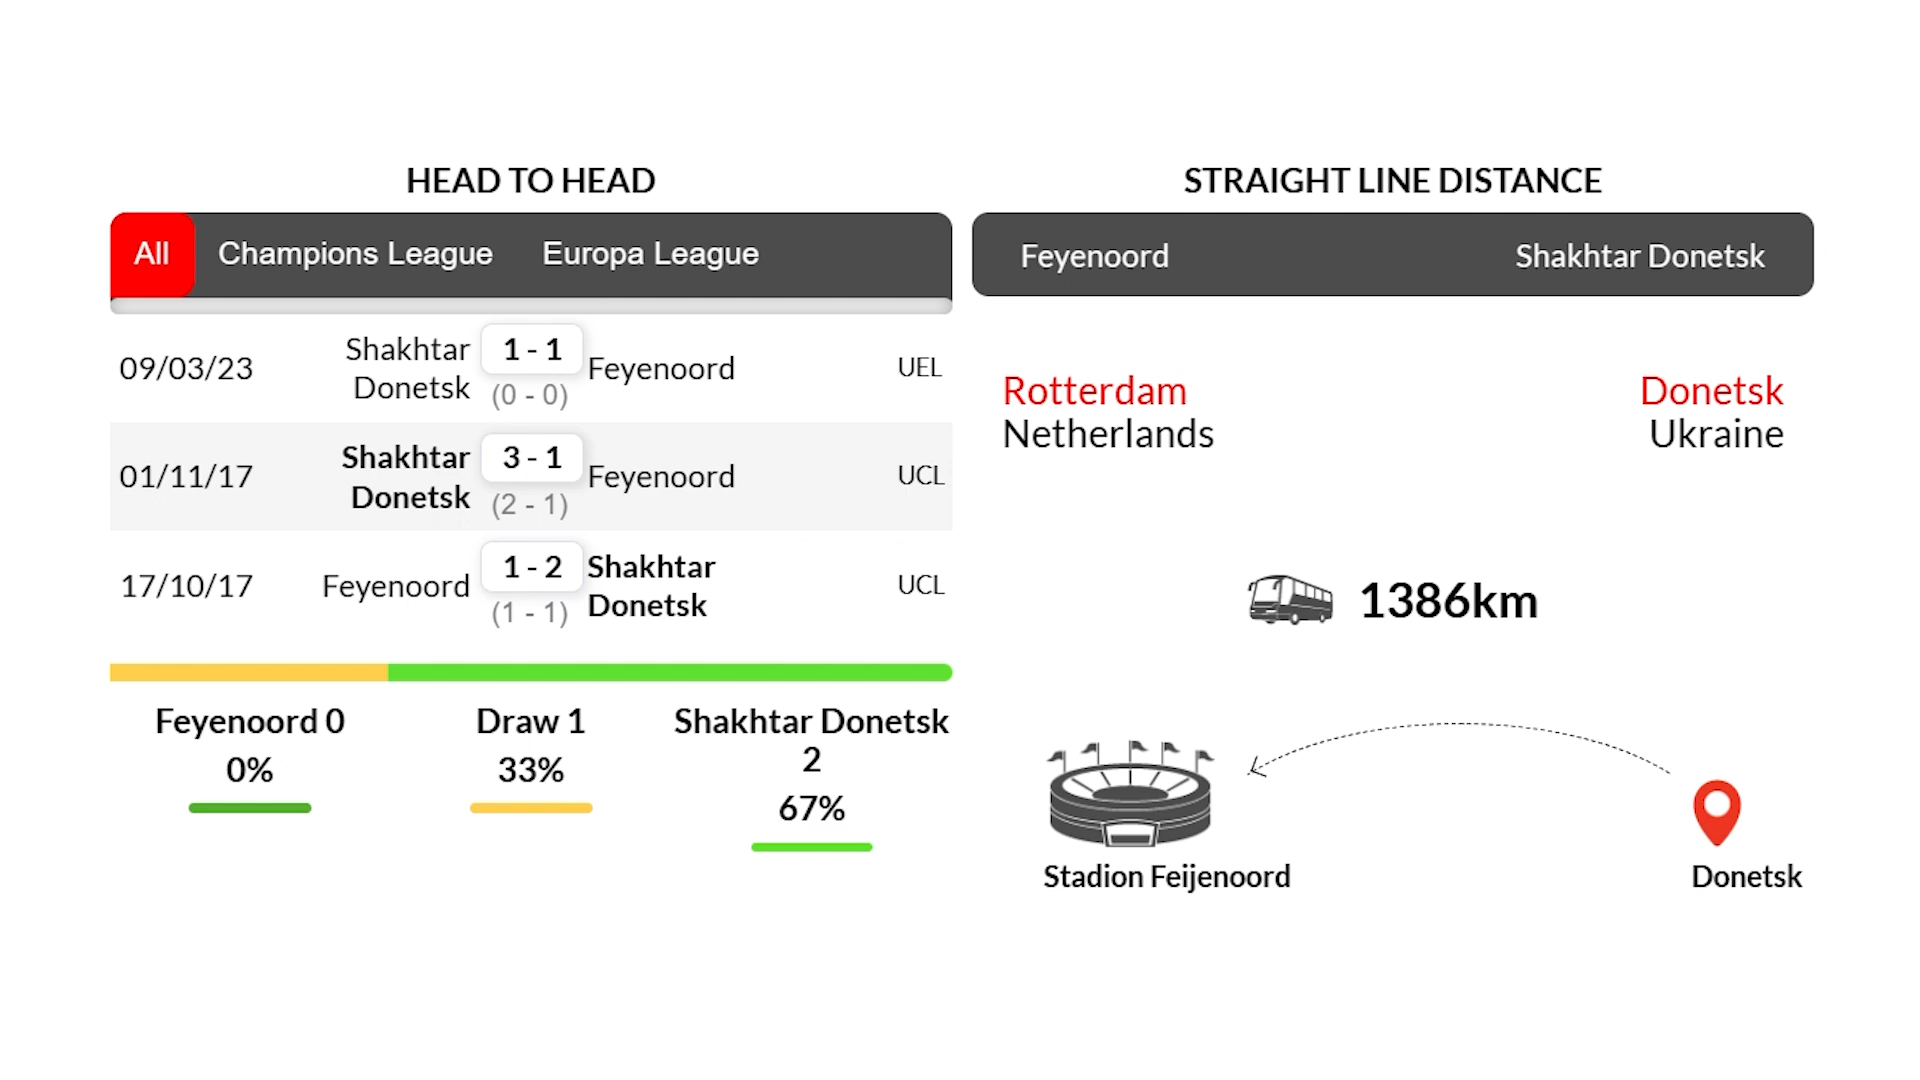 HEAD TO HEAD
All Champions League Europa League
09/03/23 Shakhtar Donetsk 1 - 1 (0 - 0) Feyenoord UEL
01/11/17 Shakhtar Donetsk 3 - 1 (2 - 1) Feyenoord UCL
17/10/17 Feyenoord 1 - 2 (1 - 1) Shakhtar Donetsk UCL
Feyenoord 0
0%
Draw 1
33%
Shakhtar Donetsk
2
67%
STRAIGHT LINE DISTANCE
Feyenoord Shakhtar Donetsk
Rotterdam
Netherlands
Donetsk
Ukraine
1386km
Stadion Feijenoord
Donetsk